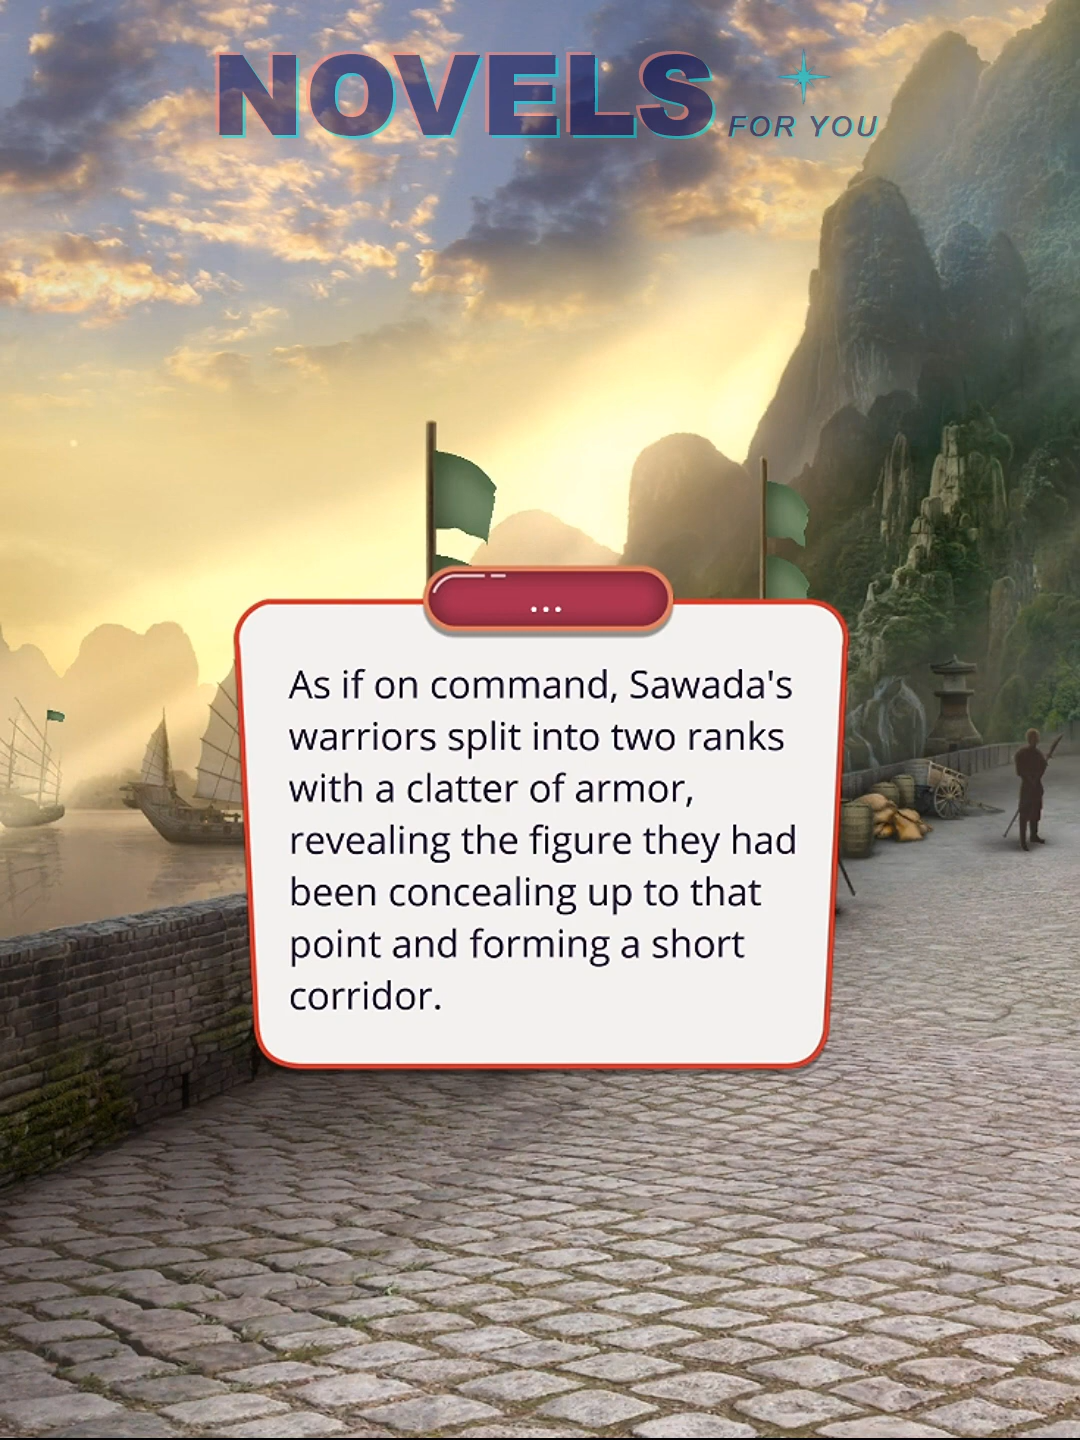 NOVELS
FOR YOU
...
As if on command, Sawada's
warriors split into two ranks
with a clatter of armor,
revealing the figure they had
been concealing up to that
point and forming a short
corridor.